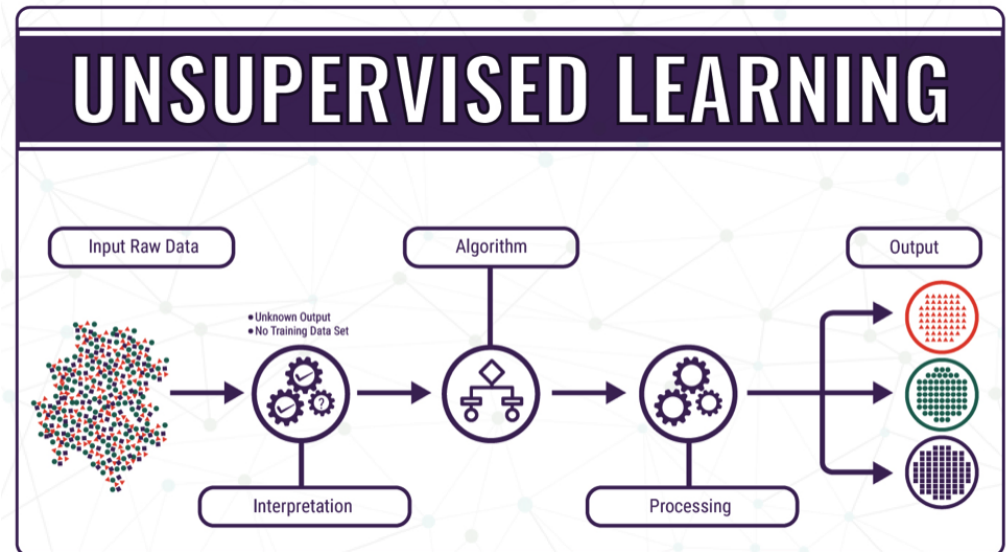 UNSUPERVISED LEARNING
Input Raw Data
Algorithm
Output
•Unknown Output
•No Training Data Set
?
Interpretation
Processing